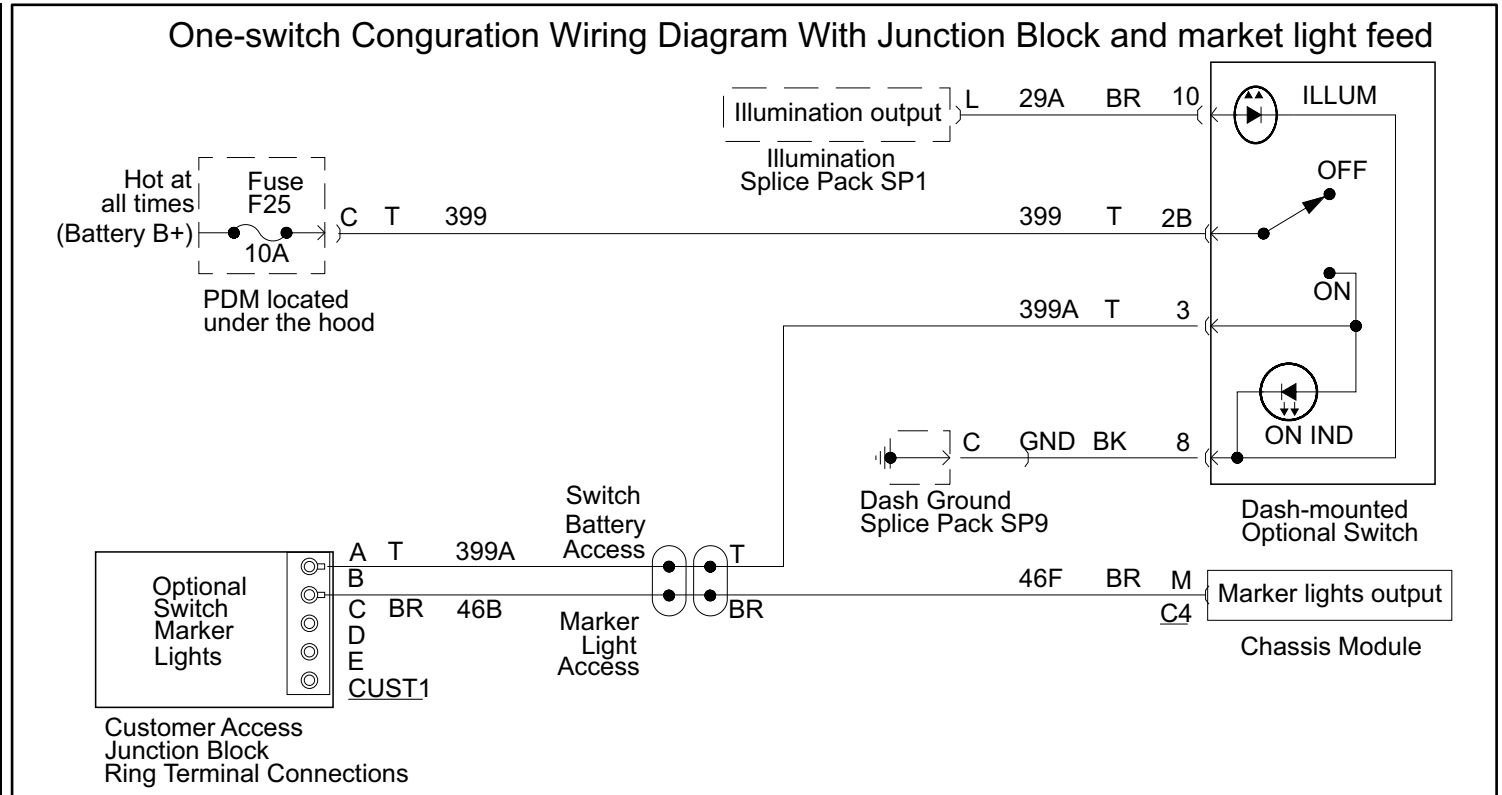 One-switch Conguration Wiring Diagram With Junction Block and market light feed
Illumination output
L 29A BR 10
ILLUM
Illumination
Splice Pack SP1
OFF
Hot at
all times
(Battery B+)
Fuse
F25
10A
C T 399
399 T 2B
PDM located
under the hood
ON
399A T 3
ON IND
C GND BK 8
Dash Ground
Splice Pack SP9
Dash-mounted
Optional Switch
Switch
Battery
Access
A T 399A
T
B
C BR 46B
BR
D
E
CUST1
Optional
Switch
Marker
Lights
Marker
Light
Access
46F BR M
C4
Marker lights output
Chassis Module
Customer Access
Junction Block
Ring Terminal Connections